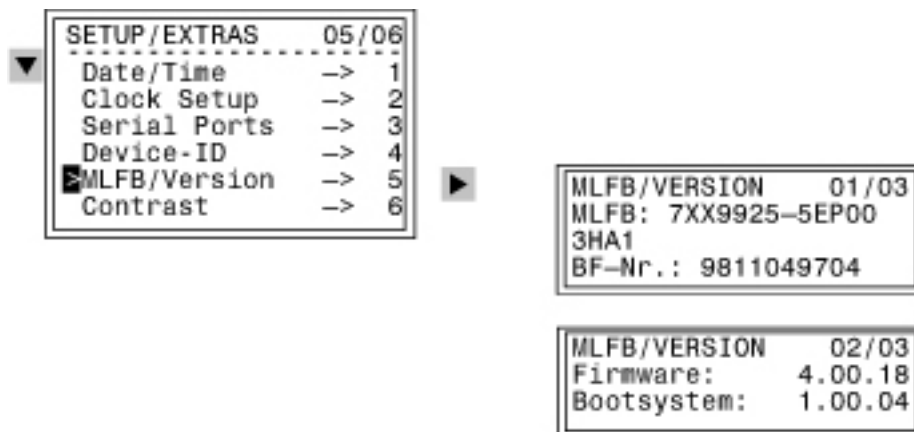 SETUP/EXTRAS 05/06
Date/Time —> 1
Clock Setup —> 2
Serial Ports —> 3
Device-ID —> 4
>MLFB/Version —> 5
Contrast —> 6
MLFB/VERSION 01/03
MLFB: 7XX9925—5EP00
3HA1
BF—Nr.: 9811049704
MLFB/VERSION 02/03
Firmware: 4.00.18
Bootsystem: 1.00.04